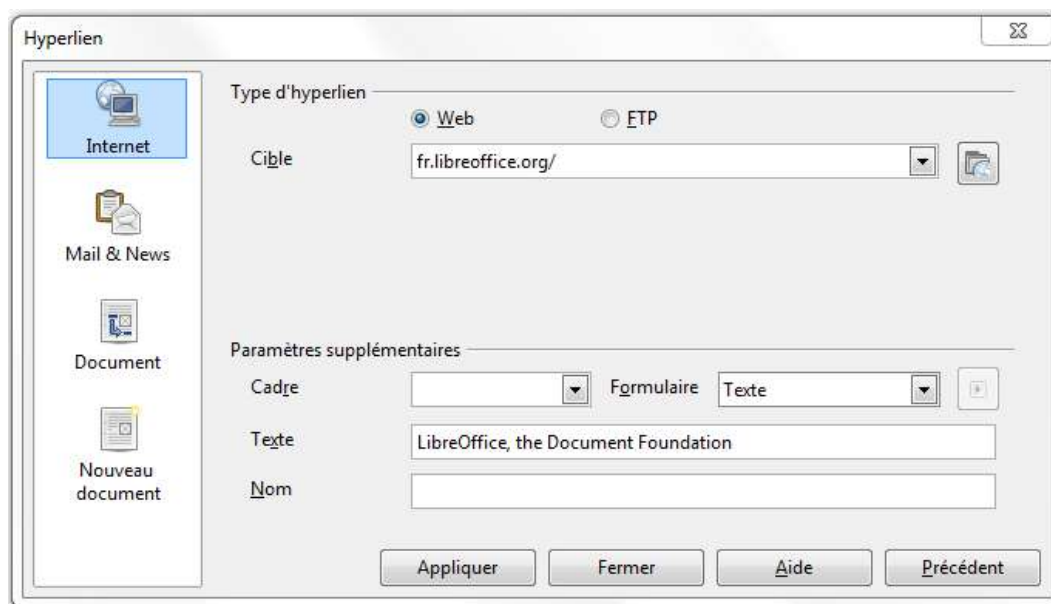 Hyperlien
Internet
Mail & News
Document
Nouveau
document
Type d'hyperlien
Web
FTP
Cible
fr.libreoffice.org/
Paramètres supplémentaires
Cadre
Formulaire
Texte
Texte
LibreOffice, the Document Foundation
Nom
Appliquer
Fermer
Aide
Précédent